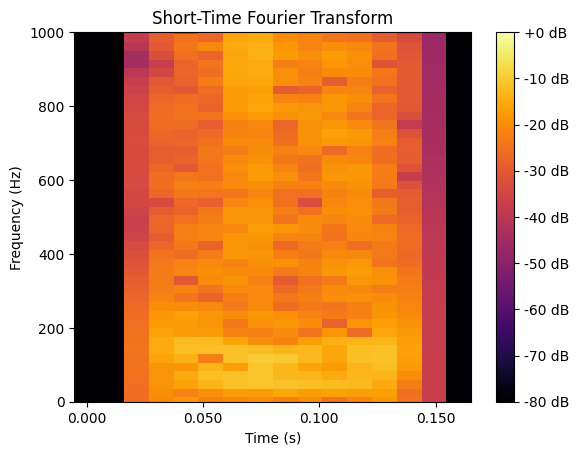 Short-Time Fourier Transform
1000
800
600
400
200
0
Frequency (Hz)
0.000
0.050
0.100
0.150
Time (s)
+0 dB
-10 dB
-20 dB
-30 dB
-40 dB
-50 dB
-60 dB
-70 dB
-80 dB